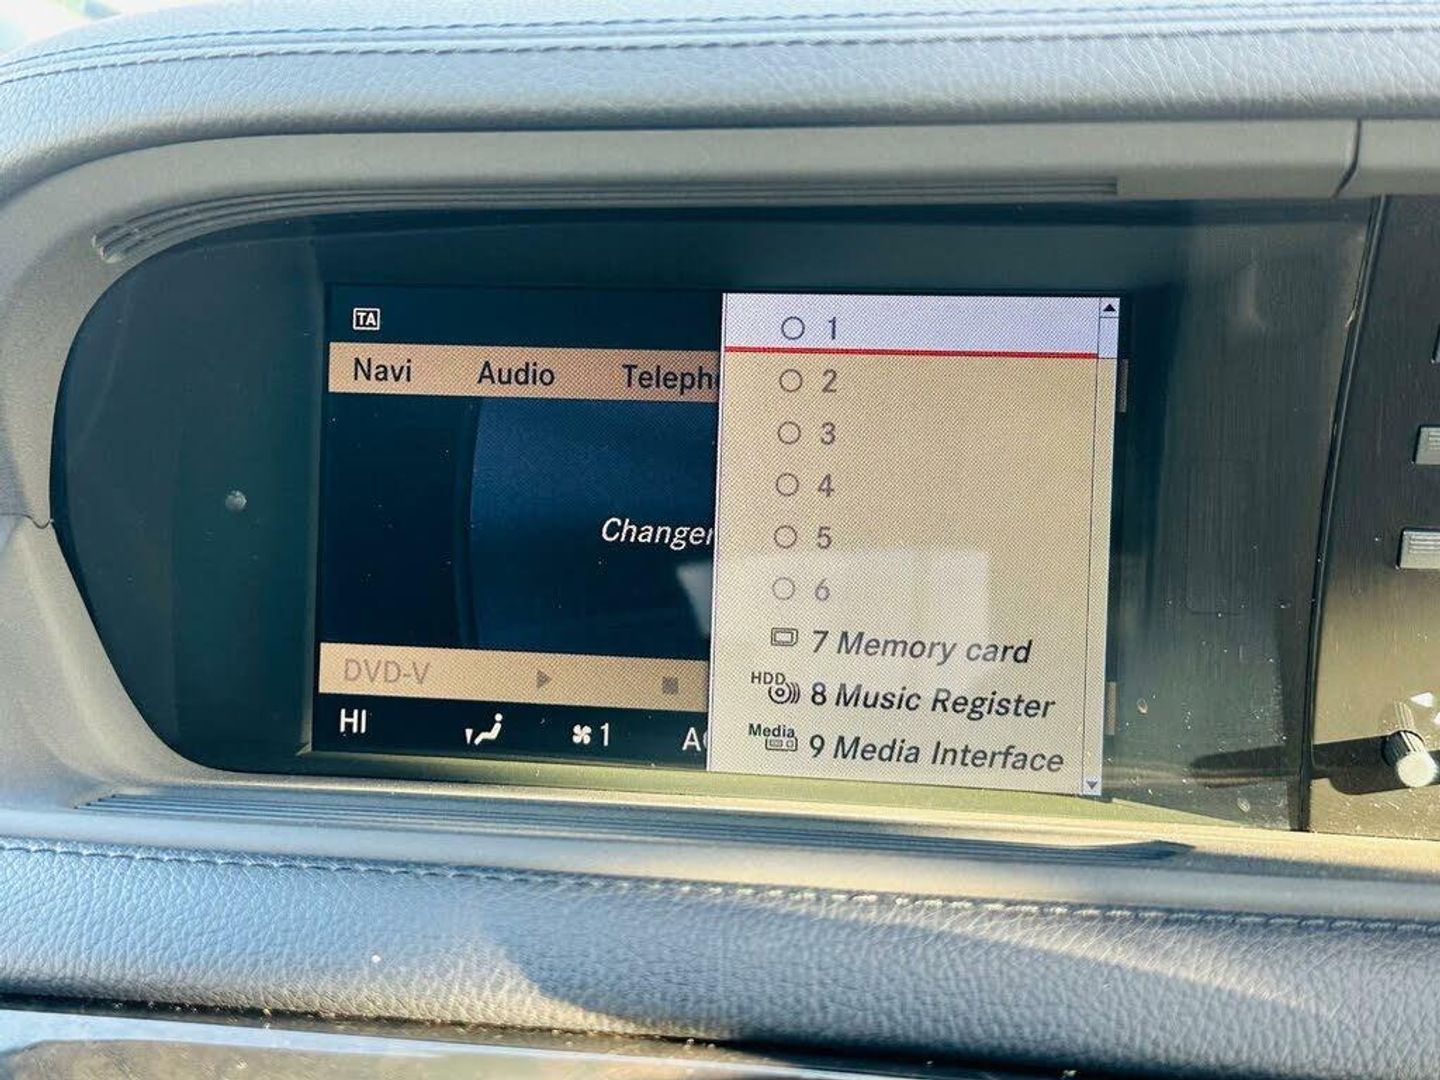 TA
Navi Audio Teleph
Changer
DVD-V
HI 1 A
1
2
3
4
5
6
7 Memory card
HDD 8 Music Register
Media 9 Media Interface